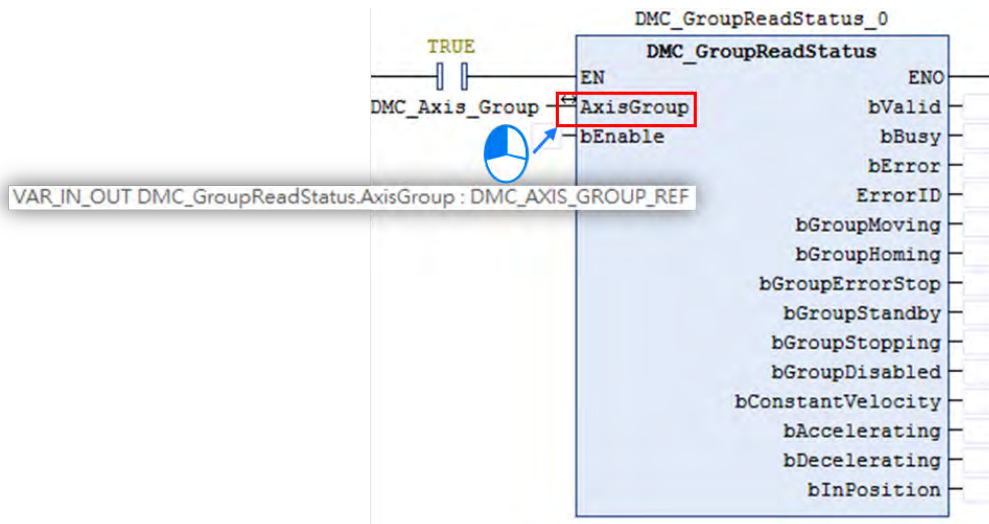 DMC_GroupReadStatus_0
TRUE
DMC_GroupReadStatus
EN ENO
DMC_Axis_Group AxisGroup bValid
bEnable bBusy
bError
VAR_IN_OUT DMC_GroupReadStatus.AxisGroup : DMC_AXIS_GROUP_REF ErrorID
bGroupMoving
bGroupHoming
bGroupErrorStop
bGroupStandby
bGroupStopping
bGroupDisabled
bConstantVelocity
bAccelerating
bDecelerating
bInPosition